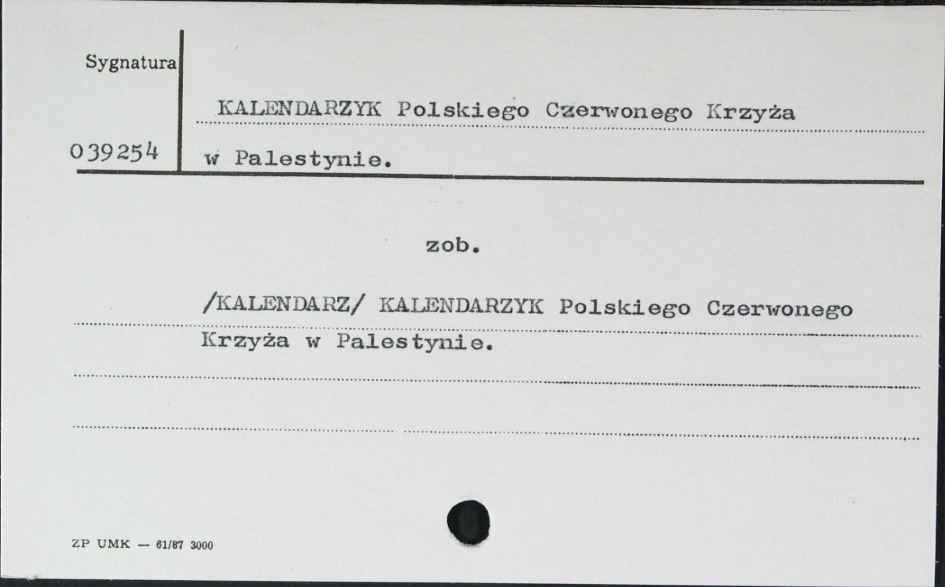 Sygnatura
KALENDARZYK Polskiego Czerwonego Krzyża
039254
w Palestynie.
zob.
/KALENDARZ/ KALENDARZYK Polskiego Czerwonego
Krzyża w Palestynie.
ZP UMK — 61/87 3000